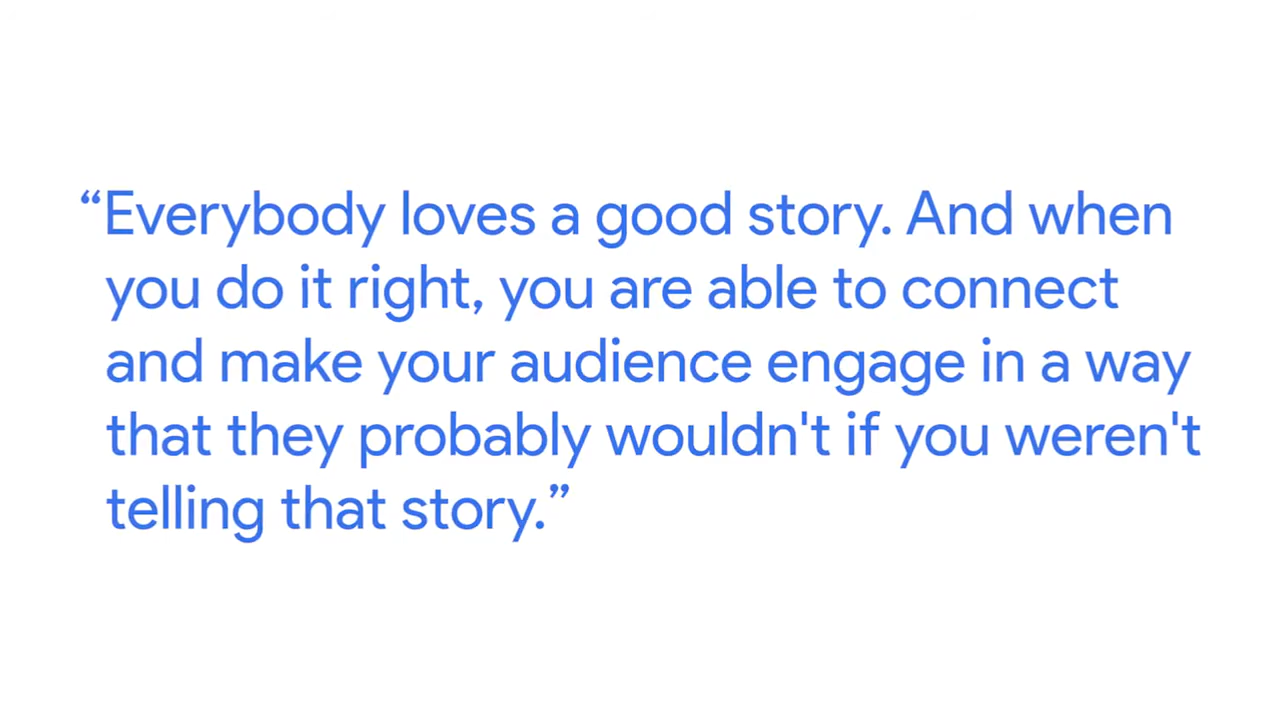 “Everybody loves a good story. And when
you do it right, you are able to connect
and make your audience engage in a way
that they probably wouldn't if you weren't
telling that story.”